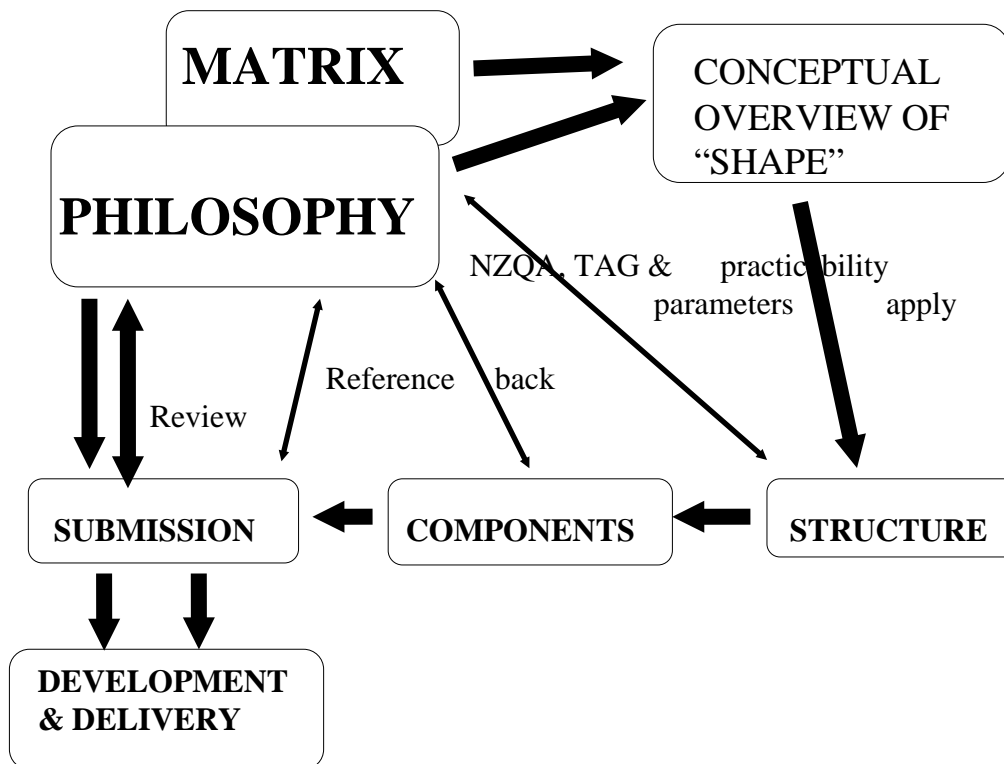 MATRIX
CONCEPTUAL
OVERVIEW OF
“SHAPE”
PHILOSOPHY
NZQA, TAG & practicability
parameters apply
Reference back
Review
SUBMISSION
COMPONENTS
STRUCTURE
DEVELOPMENT
& DELIVERY